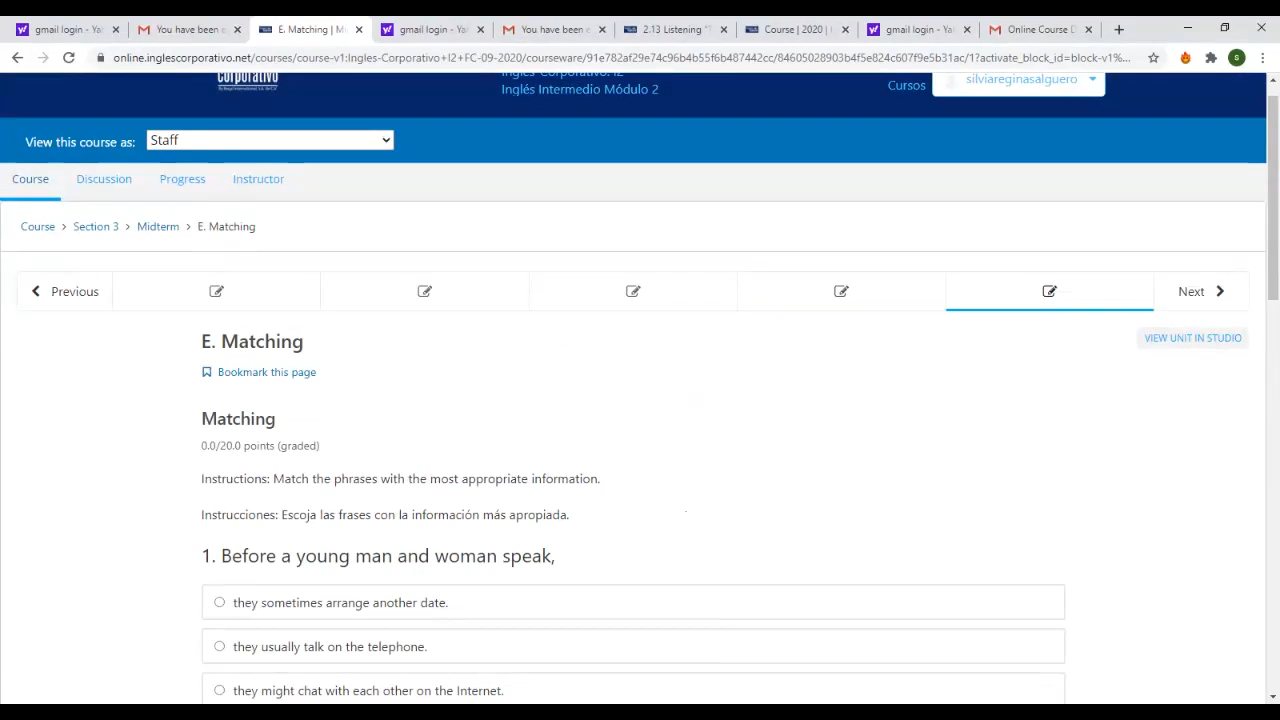 gmail login - Ya
You have been e
E. Matching | M
gmail login - Ya
You have been e
2.13 Listening "
Course | 2020 |
gmail login - Ya
Online Course D
online.inglescorporativo.net/courses/course-v1:Ingles-Corporativo+I2+FC-09-2020/courseware/91e782af29e74c96b4b55f6b487442cc/84605028903b4f5e824c607f9e5b31ac/1?activate_block_id=block-v1%...
S
corporativo
Inglés Corporativo: I2
Inglés Intermedio Módulo 2
Cursos
silviareginasalguero
View this course as:
Staff
Course
Discussion
Progress
Instructor
Course > Section 3 > Midterm > E. Matching
Previous
Next
E. Matching
VIEW UNIT IN STUDIO
Bookmark this page
Matching
0.0/20.0 points (graded)
Instructions: Match the phrases with the most appropriate information.
Instrucciones: Escoja las frases con la información más apropiada.
1. Before a young man and woman speak,
they sometimes arrange another date.
they usually talk on the telephone.
they might chat with each other on the Internet.